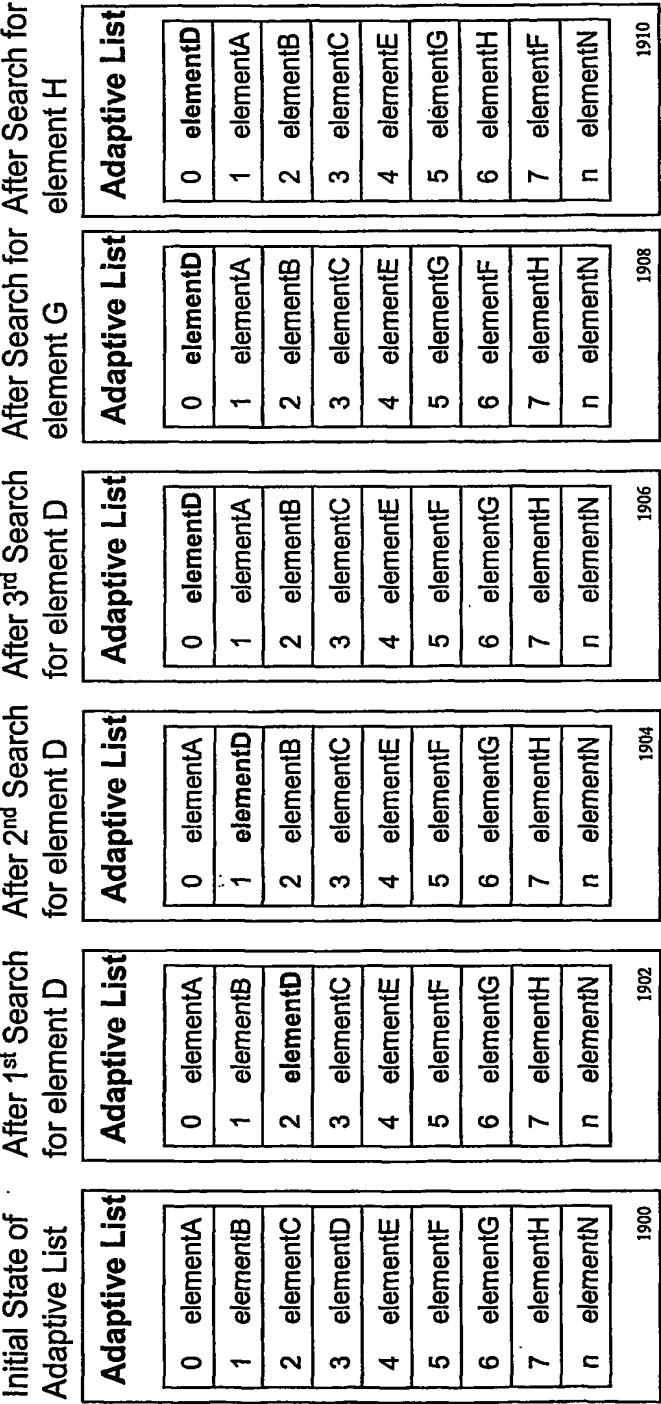 Initial State of
Adaptive List
Adaptive List
0 elementA
1 elementB
2 elementC
3 elementD
4 elementE
5 elementF
6 elementG
7 elementH
n elementN
1900
After 1st Search
for element D
Adaptive List
0 elementA
1 elementB
2 elementD
3 elementC
4 elementE
5 elementF
6 elementG
7 elementH
n elementN
1902
After 2nd Search
for element D
Adaptive List
0 elementA
1 elementD
2 elementB
3 elementC
4 elementE
5 elementF
6 elementG
7 elementH
n elementN
1904
After 3rd Search
for element D
Adaptive List
0 elementD
1 elementA
2 elementB
3 elementC
4 elementE
5 elementF
6 elementG
7 elementH
n elementN
1906
After Search for
element G
Adaptive List
0 elementD
1 elementA
2 elementB
3 elementC
4 elementE
5 elementG
6 elementF
7 elementH
n elementN
1908
After Search for
element H
Adaptive List
0 elementD
1 elementA
2 elementB
3 elementC
4 elementE
5 elementG
6 elementH
7 elementF
n elementN
1910